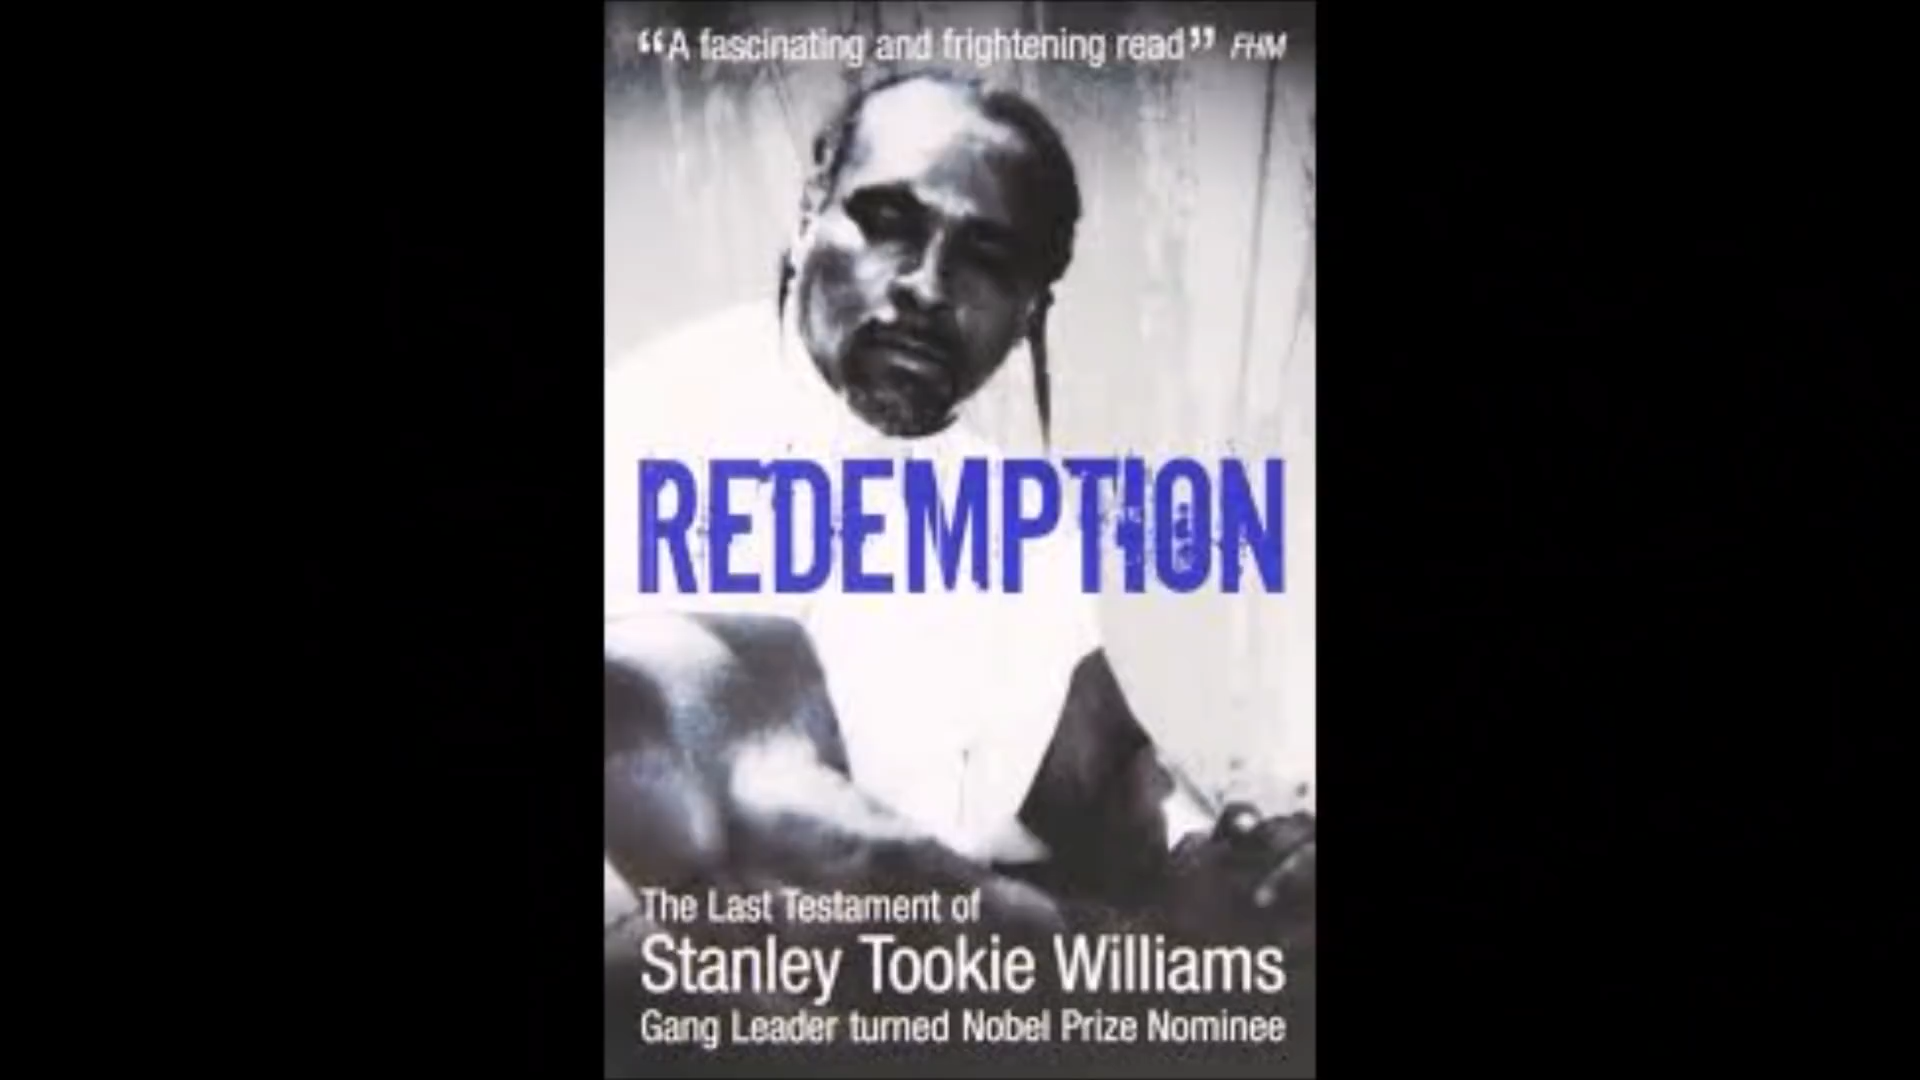 “A fascinating and frightening read” FHM
REDEMPTION
The Last Testament of
Stanley Tookie Williams
Gang Leader turned Nobel Prize Nominee